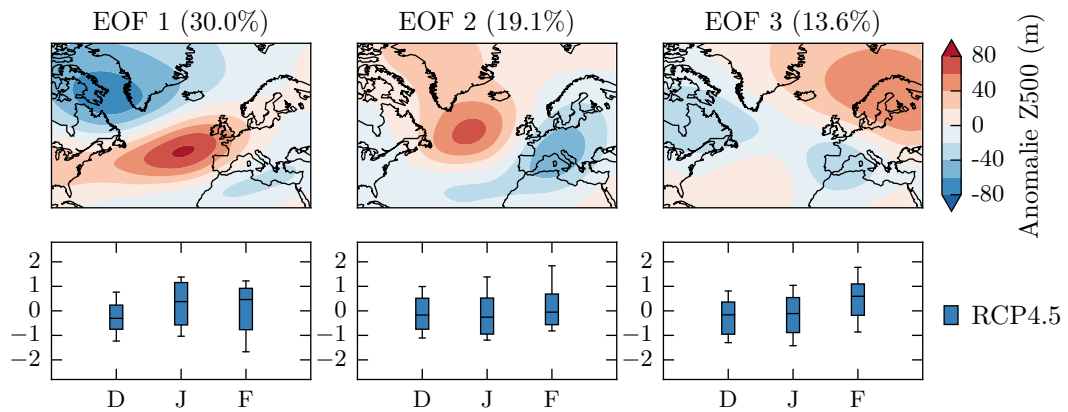 EOF 1 (30.0%) EOF 2 (19.1%) EOF 3 (13.6%)
80
40
0
-40
-80
Anomalie Z500 (m)
2 2 2
1 1 1
0 0 0
−1 −1 −1
−2 −2 −2
D J F D J F D J F
RCP4.5